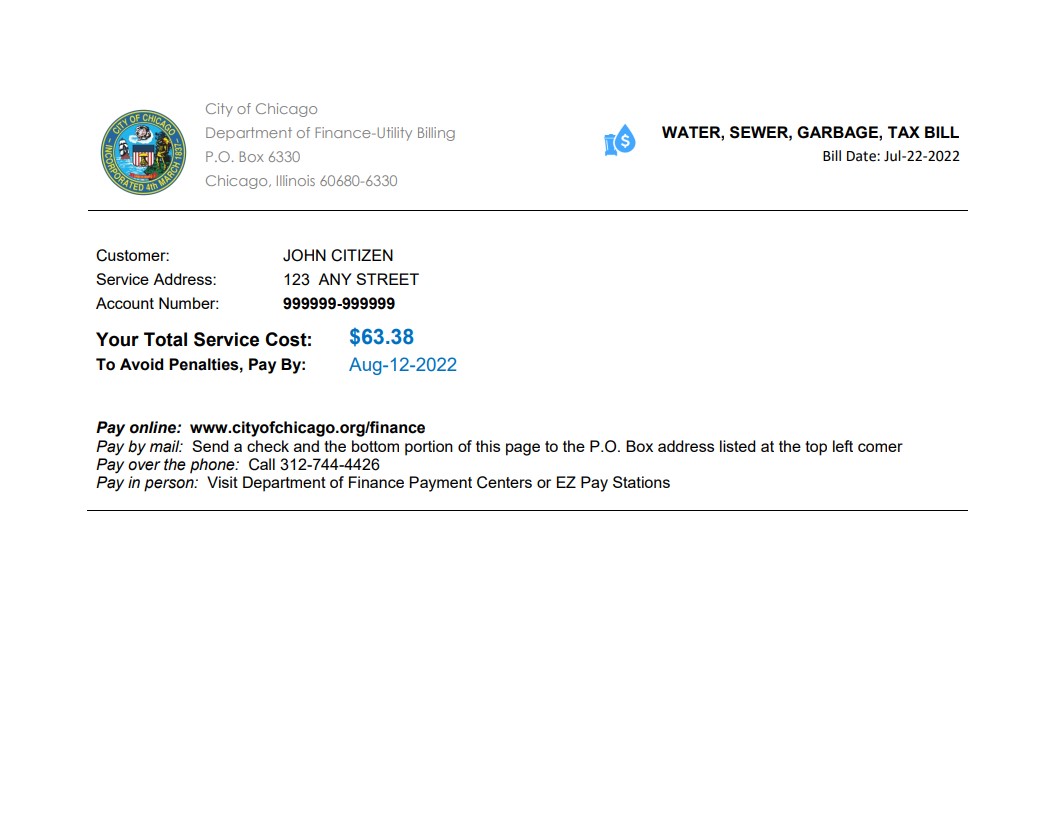 City of Chicago
Department of Finance-Utility Billing
P.O. Box 6330
Chicago, Illinois 60680-6330
CITY OF CHICAGO
INCORPORATED 4th MARCH 1837
$
WATER, SEWER, GARBAGE, TAX BILL
Bill Date: Jul-22-2022
Customer: JOHN CITIZEN
Service Address: 123 ANY STREET
Account Number: 999999-999999
Your Total Service Cost: $63.38
To Avoid Penalties, Pay By: Aug-12-2022
Pay online: www.cityofchicago.org/finance
Pay by mail: Send a check and the bottom portion of this page to the P.O. Box address listed at the top left comer
Pay over the phone: Call 312-744-4426
Pay in person: Visit Department of Finance Payment Centers or EZ Pay Stations